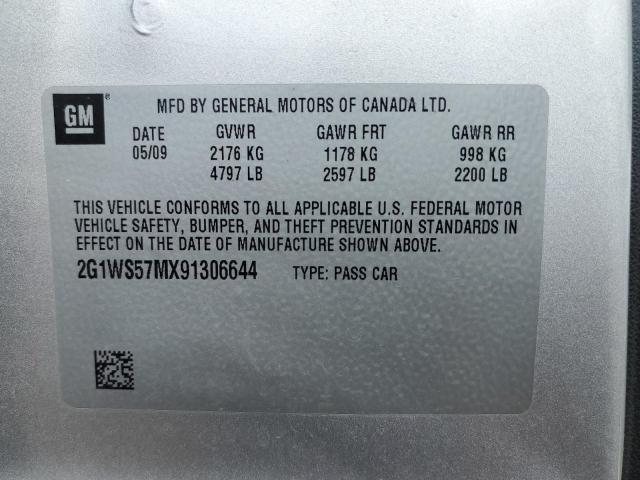 GM
MFD BY GENERAL MOTORS OF CANADA LTD.
DATE GVWR GAWR FRT GAWR RR
05/09 2176 KG 1178 KG 998 KG
4797 LB 2597 LB 2200 LB
THIS VEHICLE CONFORMS TO ALL APPLICABLE U.S. FEDERAL MOTOR
VEHICLE SAFETY, BUMPER, AND THEFT PREVENTION STANDARDS IN
EFFECT ON THE DATE OF MANUFACTURE SHOWN ABOVE.
2G1WS57MX91306644 TYPE: PASS CAR